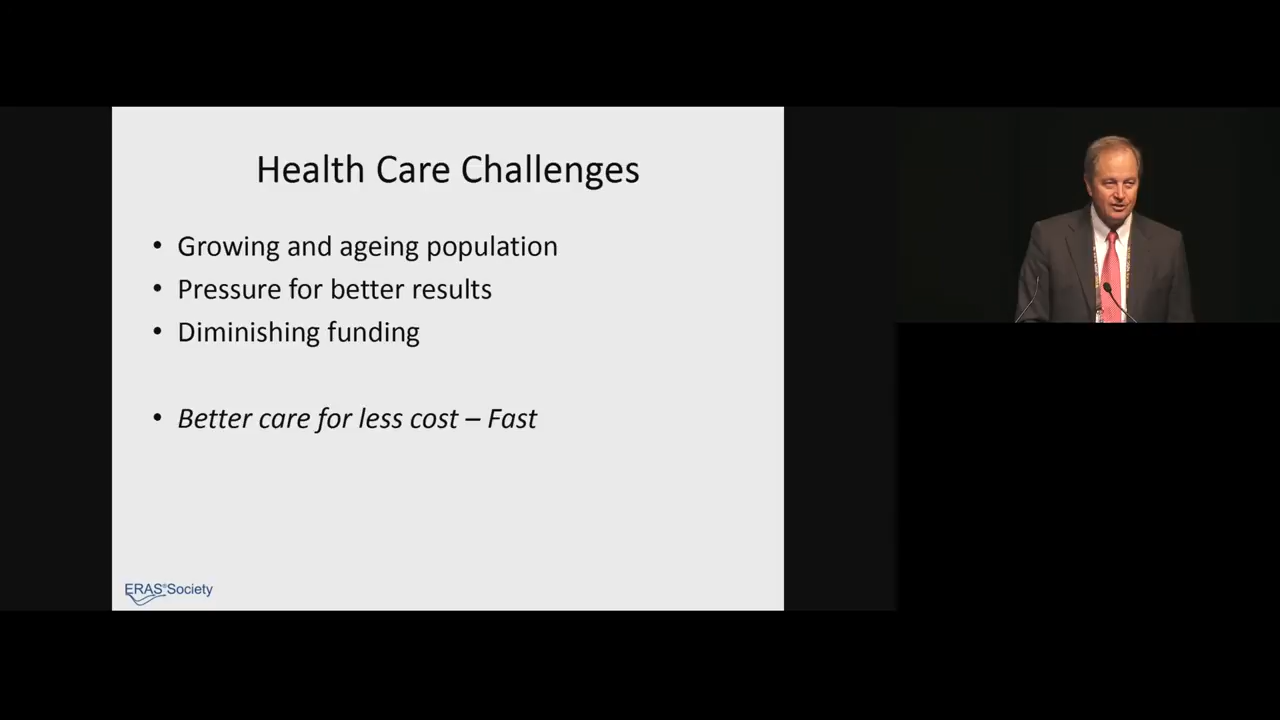 Health Care Challenges
• Growing and ageing population
• Pressure for better results
• Diminishing funding
• Better care for less cost – Fast
ERAS®Society